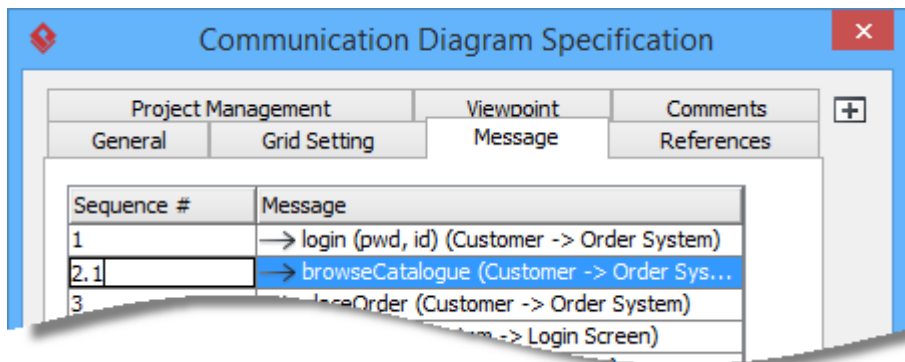 Communication Diagram Specification
Project Management Viewpoint Comments
General Grid Setting Message References
Sequence # Message
1 login (pwd, id) (Customer -> Order System)
2.1 browseCatalogue (Customer -> Order Sys...
3 (Customer -> Order System)
-> Login Screen)